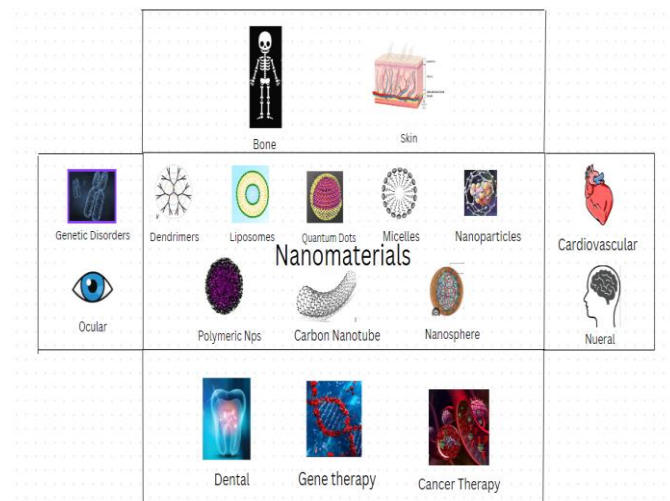 Bone
Skin
Genetic Disorders
Dendrimers
Liposomes
Quantum Dots
Micelles
Nanoparticles
Cardiovascular
Nanomaterials
Ocular
Polymeric Nps
Carbon Nanotube
Nanosphere
Nueral
Dental
Gene therapy
Cancer Therapy